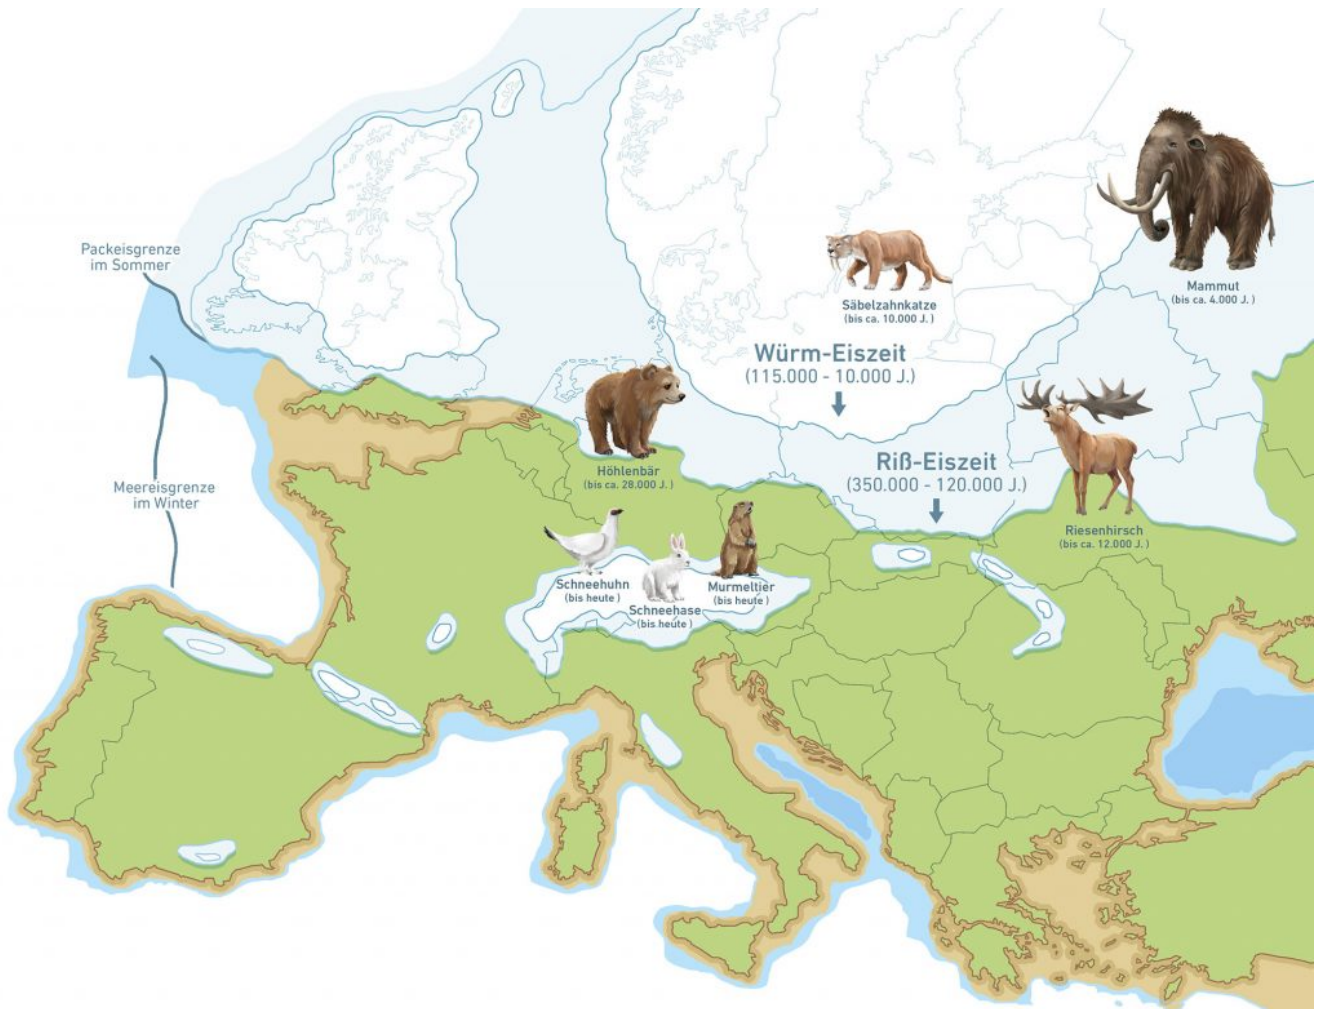 Packeisgrenze
im Sommer
Meereisgrenze
im Winter
Mammut
(bis ca. 4.000 J. )
Säbelzahnkatze
(bis ca. 10.000 J. )
Würm-Eiszeit
(115.000 - 10.000 J.)
Höhlenbär
(bis ca. 28.000 J. )
Riß-Eiszeit
(350.000 - 120.000 J.)
Riesenhirsch
(bis ca. 12.000 J. )
Schneehuhn
(bis heute )
Schneehase
(bis heute )
Murmeltier
(bis heute )